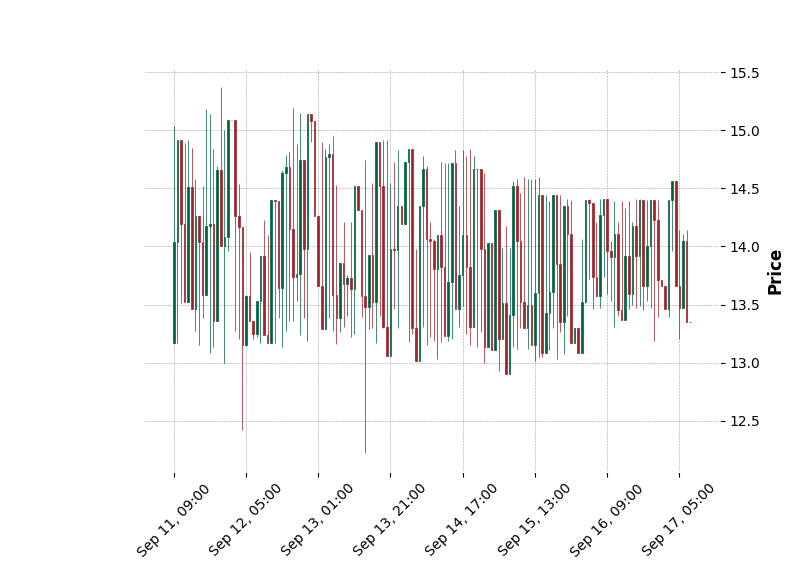 15.5
15.0
14.5
14.0
13.5
13.0
12.5
Price
Sep 11, 09:00
Sep 12, 05:00
Sep 13, 01:00
Sep 13, 21:00
Sep 14, 17:00
Sep 15, 13:00
Sep 16, 09:00
Sep 17, 05:00